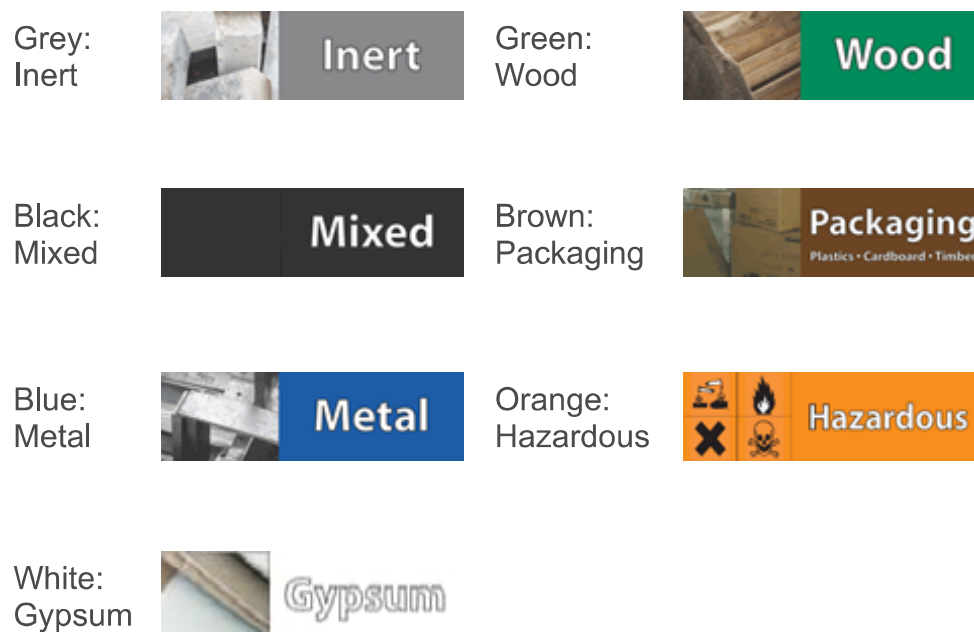 Grey:
Inert
Inert
Green:
Wood
Wood
Black:
Mixed
Mixed
Brown:
Packaging
Packaging
Plastics • Cardboard • Timber
Blue:
Metal
Metal
Orange:
Hazardous
Hazardous
White:
Gypsum
Gypsum